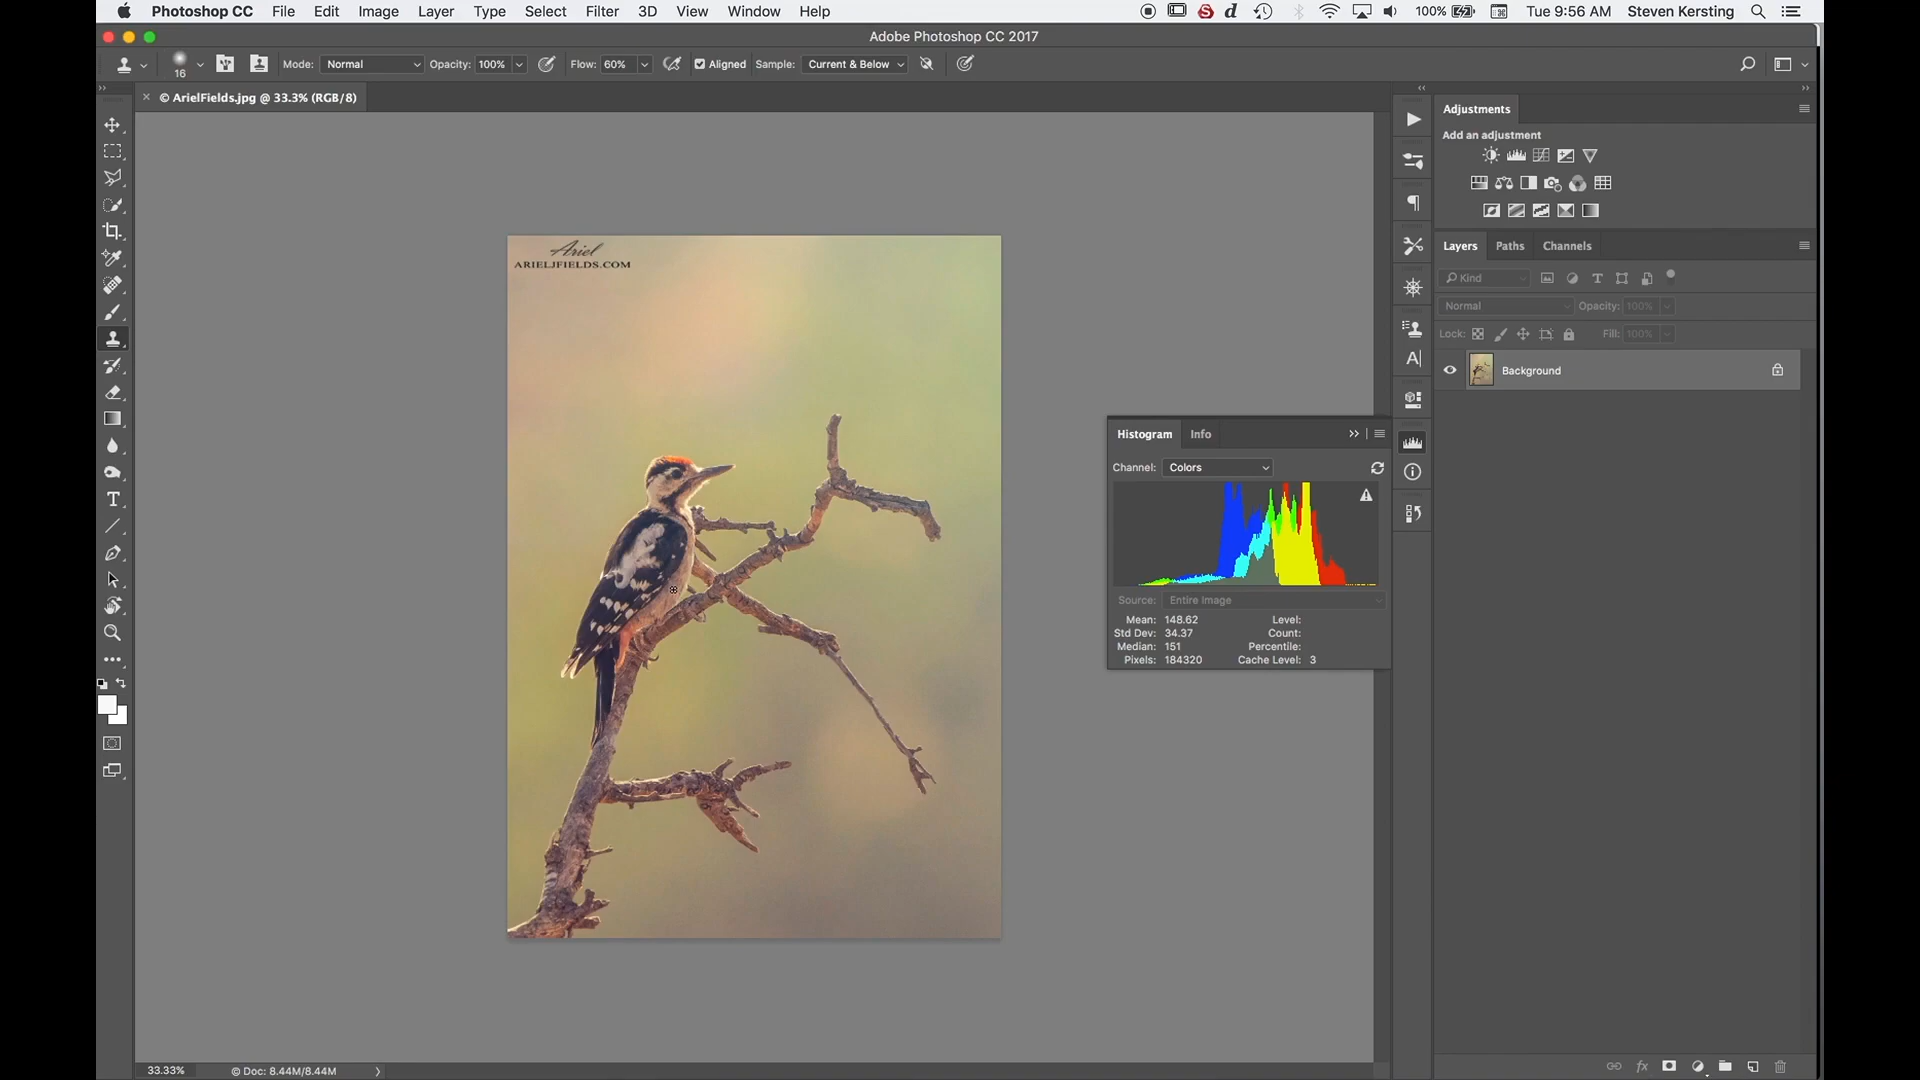 Photoshop CC File Edit Image Layer Type Select Filter 3D View Window Help 100% Tue 9:56 AM Steven Kersting
Adobe Photoshop CC 2017
16 Mode: Normal Opacity: 100% Flow: 60% Aligned Sample: Current & Below
© ArielFields.jpg @ 33.3% (RGB/8)
Adjustments
Add an adjustment
Layers Paths Channels
Kind
Normal Opacity: 100%
Lock: Fill: 100%
Background
Ariel
ARIELJFIELDS.COM
Histogram Info
Channel: Colors
Source: Entire Image
Mean: 148.62 Level:
Std Dev: 34.37 Count:
Median: 151 Percentile:
Pixels: 184320 Cache Level: 3
33.33% © Doc: 8.44M/8.44M